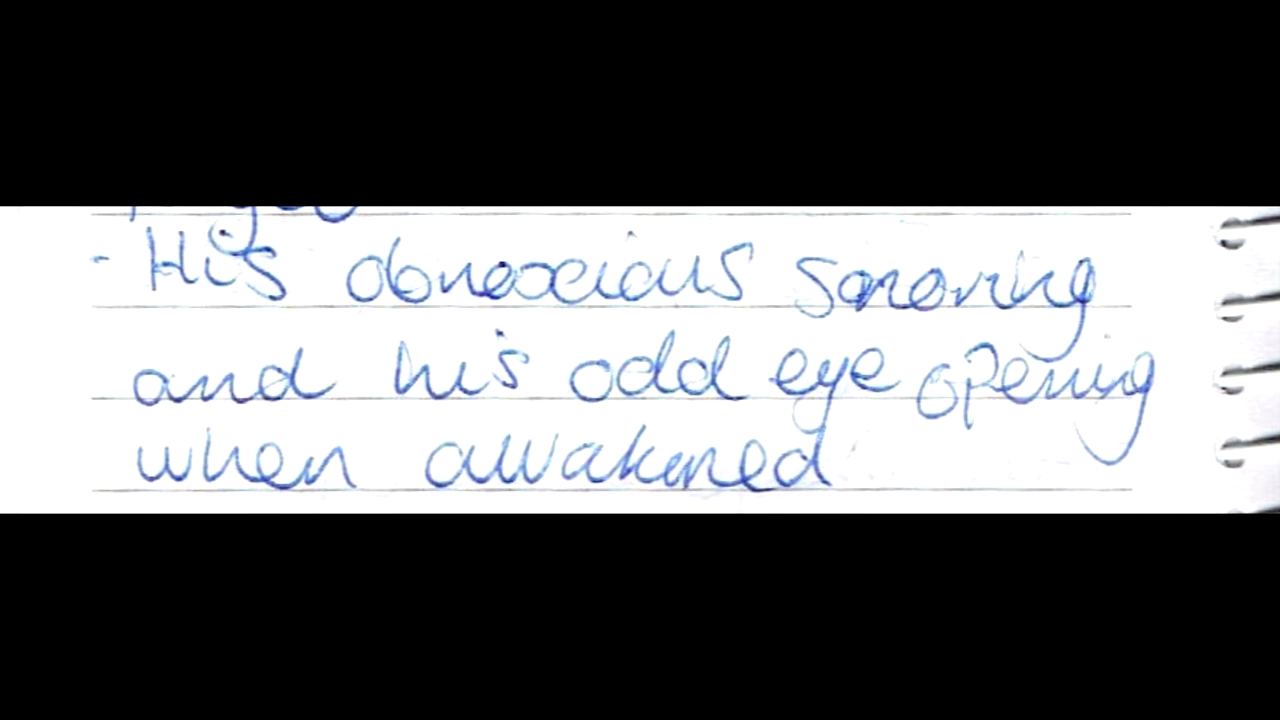 - His obnoxious snoring
and his odd eye opening
when awakened